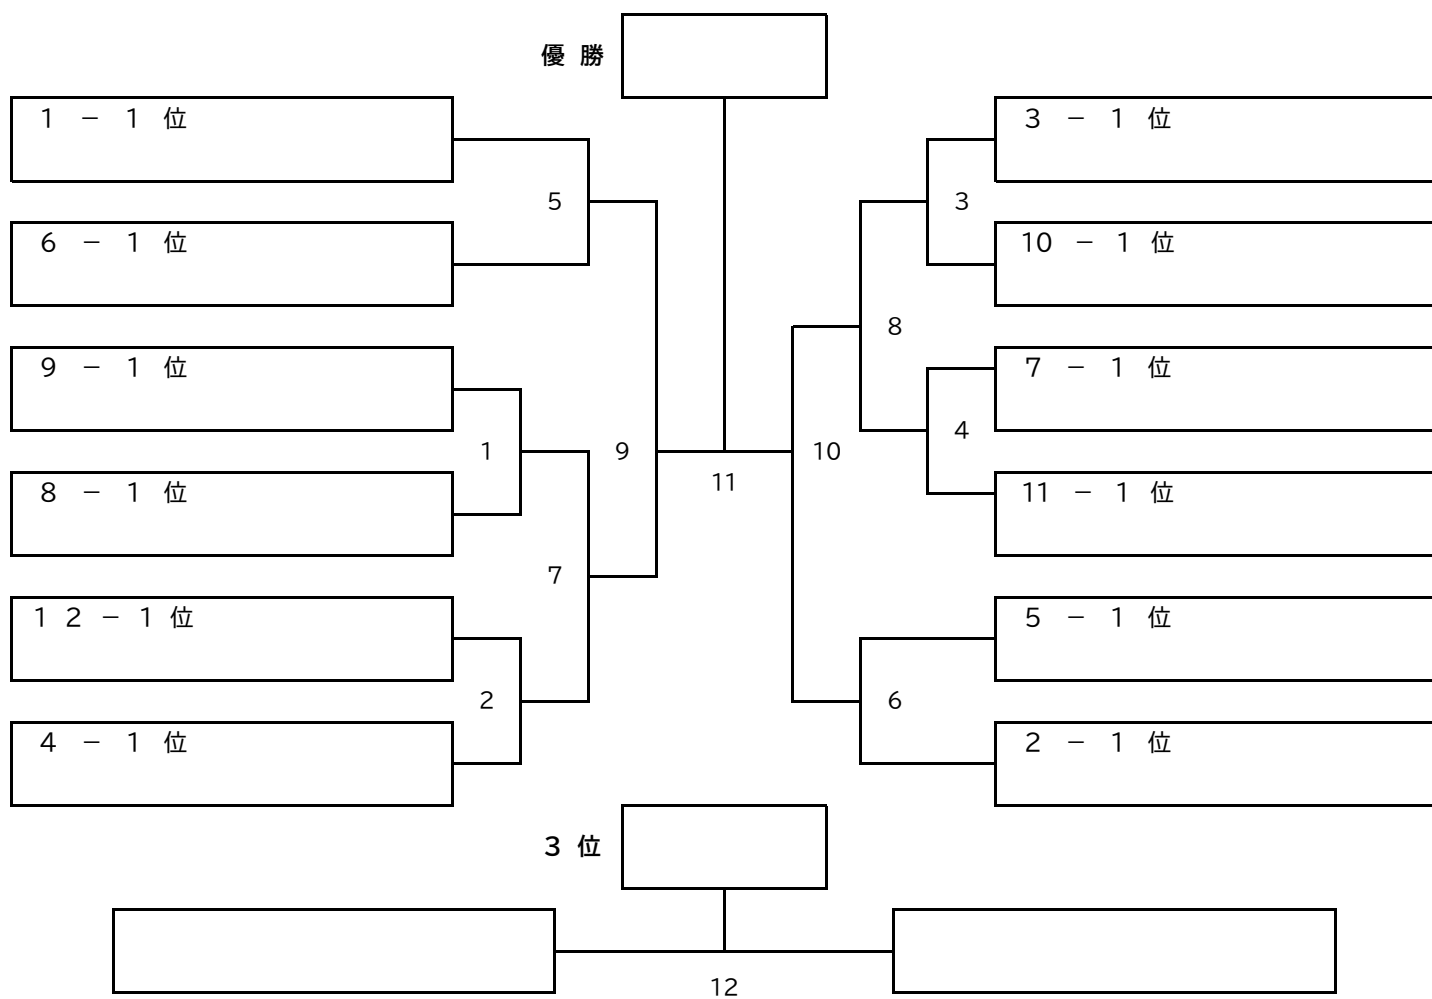 優 勝
1 － 1 位
6 － 1 位
9 － 1 位
8 － 1 位
1 2 － 1 位
4 － 1 位
5
1
2
7
9
11
10
8
3
4
6
3 － 1 位
10 － 1 位
7 － 1 位
11 － 1 位
5 － 1 位
2 － 1 位
3 位
12